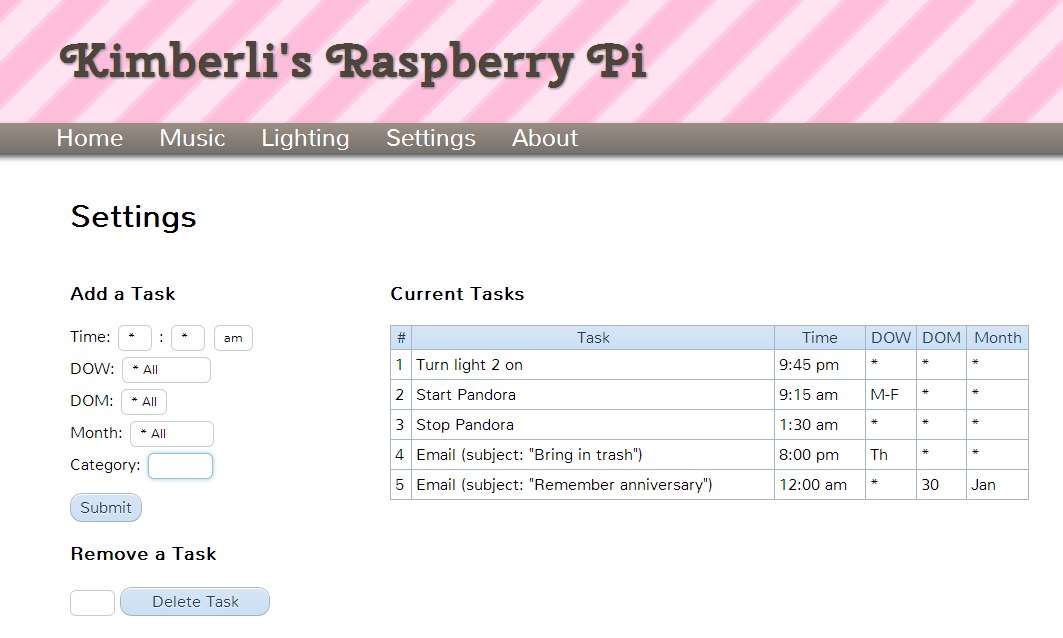 Kimberli's Raspberry Pi
Home Music Lighting Settings About
Settings
Add a Task
Time: * : * am
DOW: * All
DOM: * All
Month: * All
Category:
Submit
Remove a Task
Delete Task
Current Tasks
# Task Time DOW DOM Month
1 Turn light 2 on 9:45 pm * * *
2 Start Pandora 9:15 am M-F * *
3 Stop Pandora 1:30 am * * *
4 Email (subject: "Bring in trash") 8:00 pm Th * *
5 Email (subject: "Remember anniversary") 12:00 am * 30 Jan